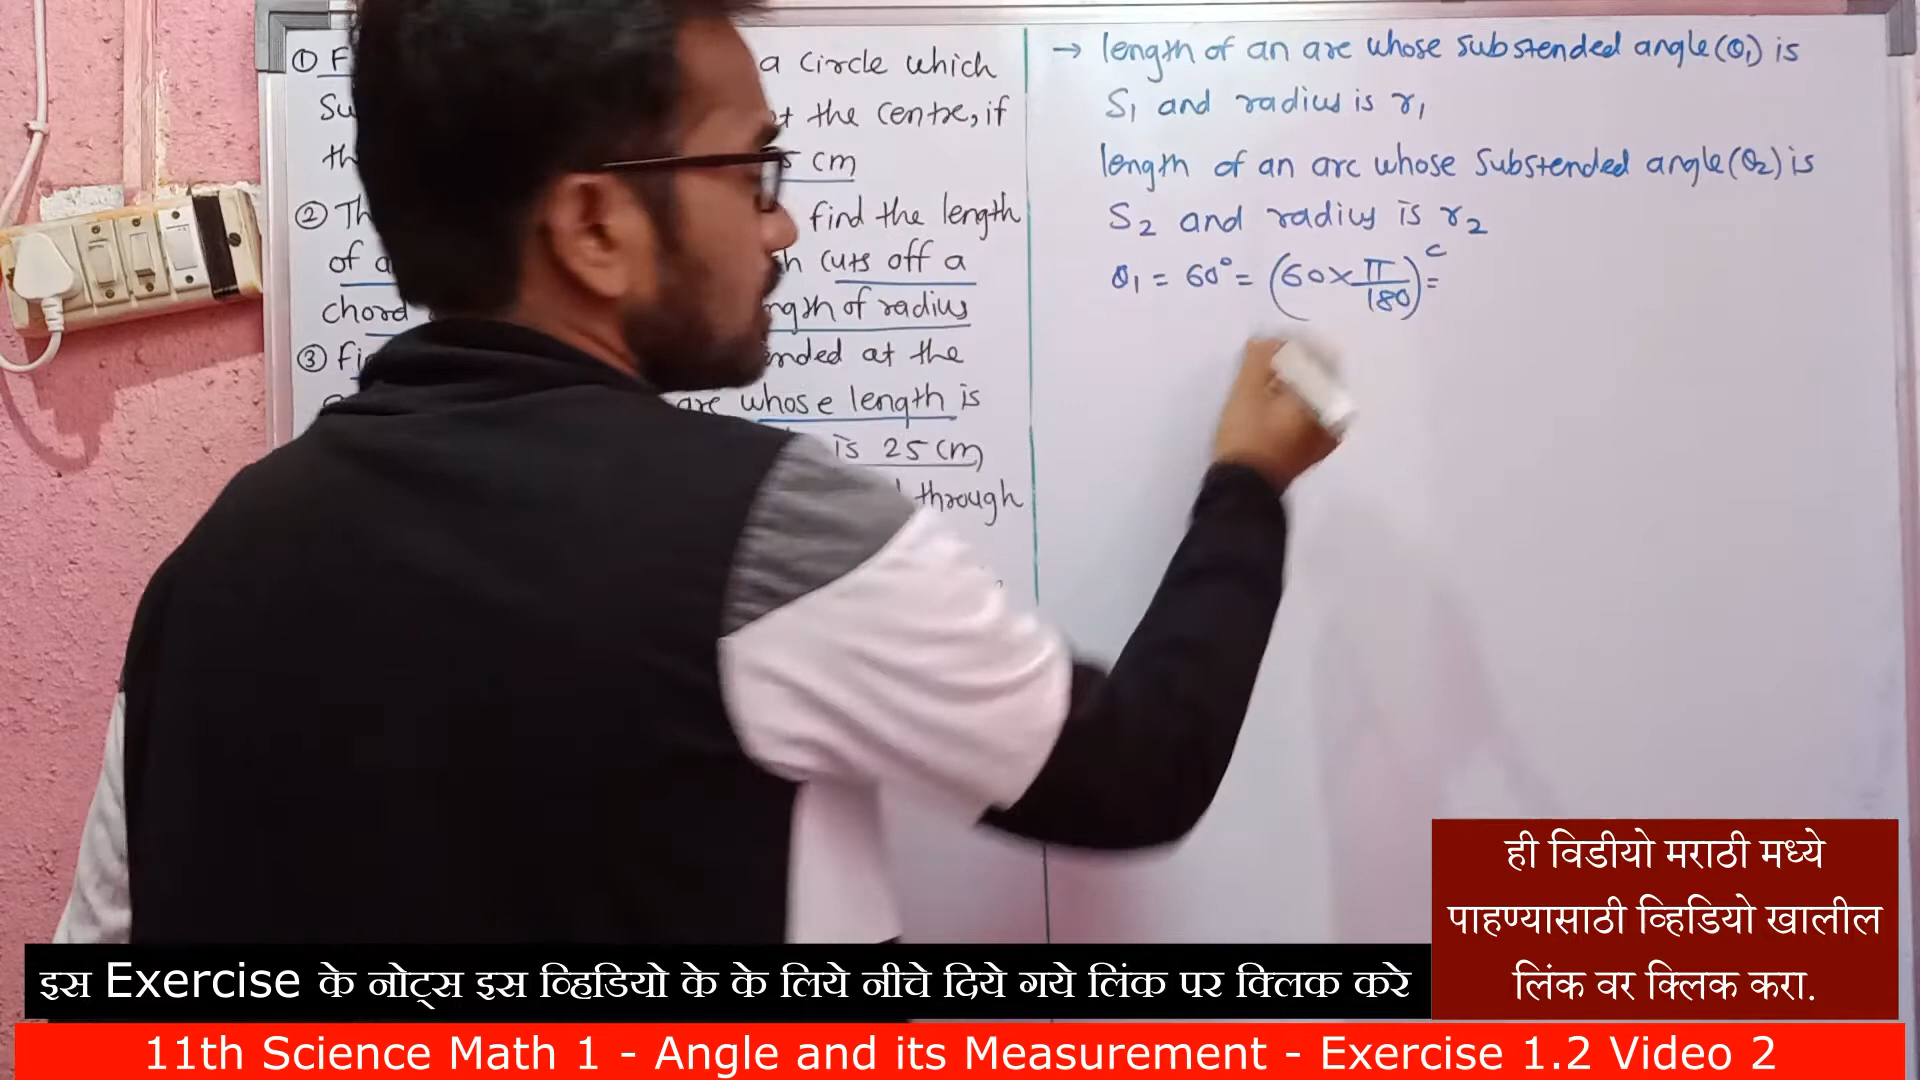 ① F a circle which
Su at the centre, if
th 5 cm
② Th find the length
of a h cuts off a
chord ngth of radius
③ Fi ended at the
arc whose length is
is 25 cm
through
→ length of an arc whose substended angle (θ1) is
S1 and radius is r1
length of an arc whose substended angle (θ2) is
S2 and radius is r2
θ1 = 60° = (60 × π/180)ᶜ =
ही विडीयो मराठी मध्ये
पाहण्यासाठी व्हिडियो खालील
लिंक वर क्लिक करा.
इस Exercise के नोट्स इस व्हिडियो के के लिये नीचे दिये गये लिंक पर क्लिक करे
11th Science Math 1 - Angle and its Measurement - Exercise 1.2 Video 2